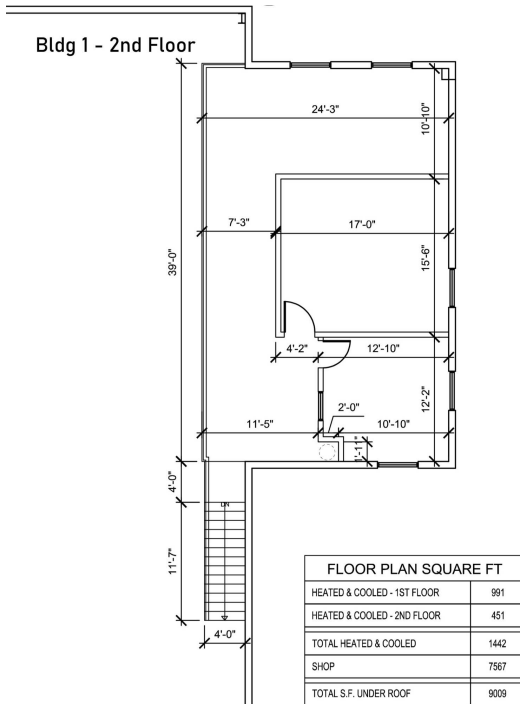 Bldg 1 - 2nd Floor
24'-3"
10'-10"
7'-3"
17'-0"
39'-0"
15'-6"
4'-2"
12'-10"
12'-2"
2'-0"
11'-5"
10'-10"
1'-11"
4'-0"
DN
11'-7"
4'-0"
FLOOR PLAN SQUARE FT
HEATED & COOLED - 1ST FLOOR 991
HEATED & COOLED - 2ND FLOOR 451
TOTAL HEATED & COOLED 1442
SHOP 7567
TOTAL S.F. UNDER ROOF 9009